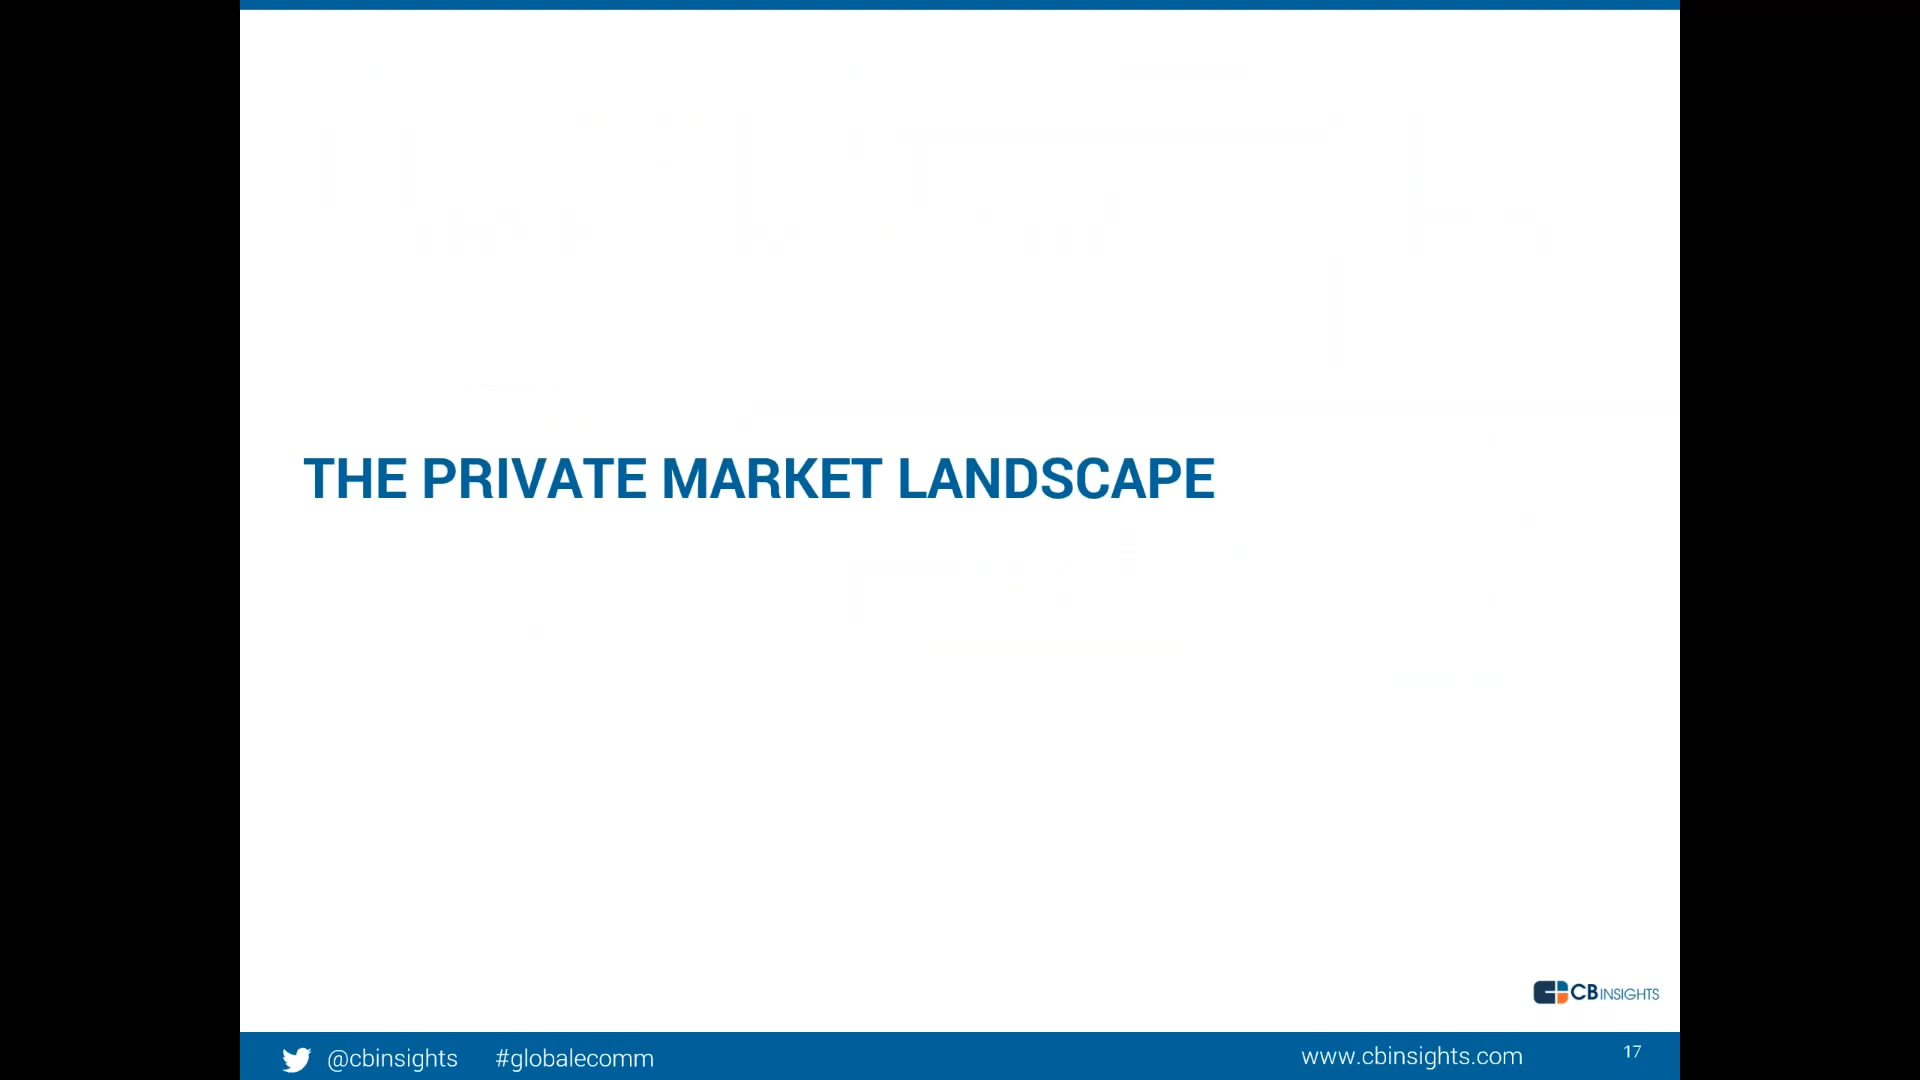 THE PRIVATE MARKET LANDSCAPE
CB INSIGHTS
@cbinsights #globalecomm www.cbinsights.com 17